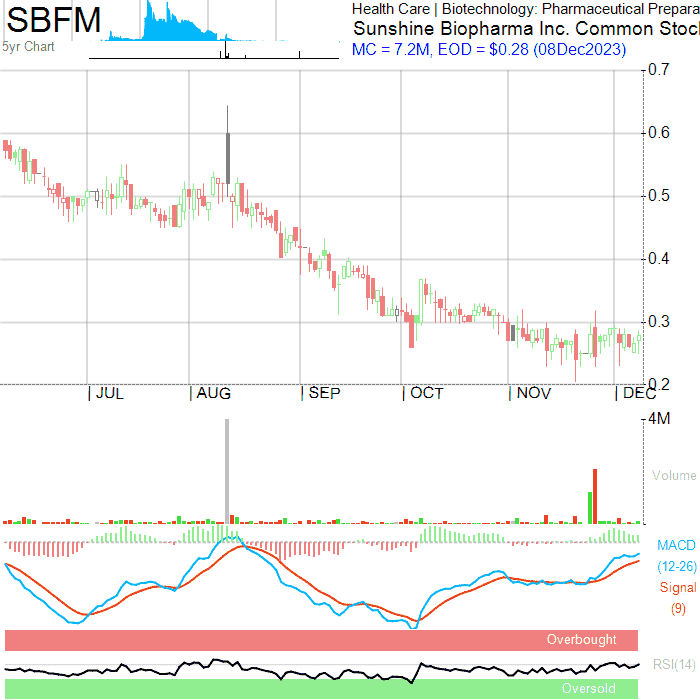 SBFM
5yr Chart
Health Care | Biotechnology: Pharmaceutical Prepara
Sunshine Biopharma Inc. Common Stoc
MC = 7.2M, EOD = $0.28 (08Dec2023)
0.7
0.6
0.5
0.4
0.3
0.2
JUL AUG SEP OCT NOV DEC
4M
Volume
MACD
(12-26)
Signal
(9)
Overbought
RSI(14)
Oversold